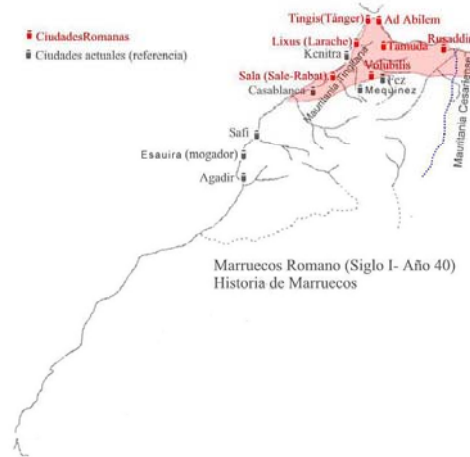 Tingis(Tánger)
Ad Abilem
CiudadesRomanas
Lixus (Larache)
Tamuda
Rusaddir
Ciudades actuales (referencia)
Kenitra
Volubilis
Sala (Sale-Rabat)
Fez
Casablanca
Mequinez
Mauritania Tingitana
Mauritania Cesariense
Safi
Esauira (mogador)
Agadir
Marruecos Romano (Siglo I- Año 40)
Historia de Marruecos